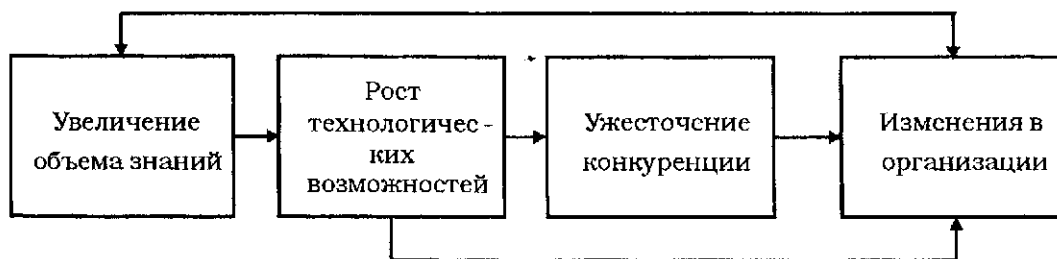 Увеличение
объема знаний
Рост
технологичес -
ких
возможностей
Ужесточение
конкуренции
Изменения в
организации